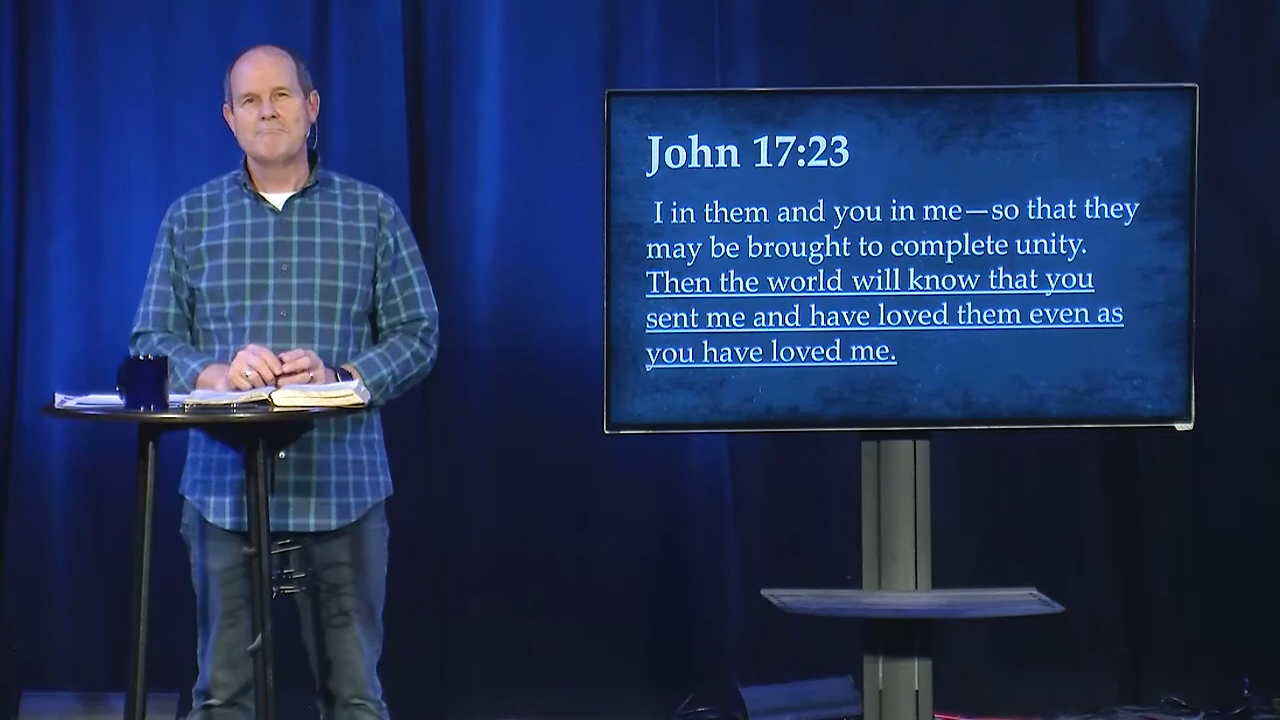 John 17:23
I in them and you in me—so that they
may be brought to complete unity.
Then the world will know that you
sent me and have loved them even as
you have loved me.